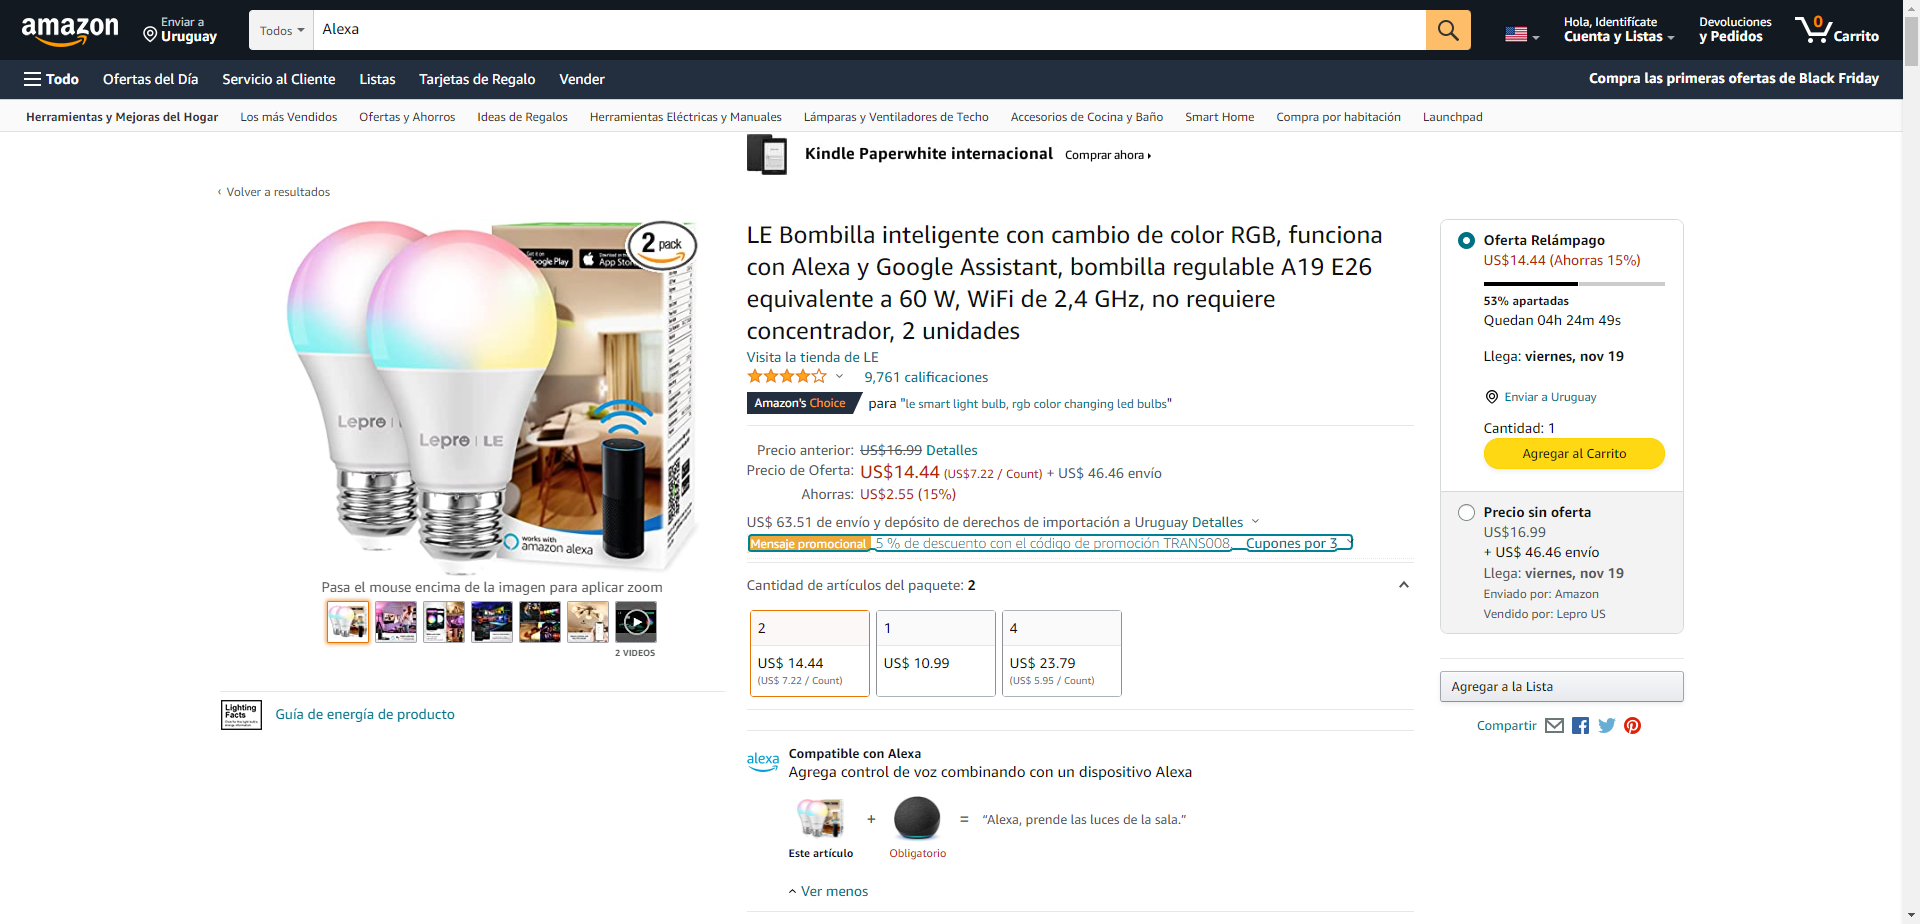 amazon
Enviar a
Uruguay
Todos
Alexa
Hola, Identifícate
Cuenta y Listas
Devoluciones
y Pedidos
0
Carrito
Todo
Ofertas del Día
Servicio al Cliente
Listas
Tarjetas de Regalo
Vender
Compra las primeras ofertas de Black Friday
Herramientas y Mejoras del Hogar
Los más Vendidos
Ofertas y Ahorros
Ideas de Regalos
Herramientas Eléctricas y Manuales
Lámparas y Ventiladores de Techo
Accesorios de Cocina y Baño
Smart Home
Compra por habitación
Launchpad
Kindle Paperwhite internacional
Comprar ahora
‹ Volver a resultados
2 pack
Google Play
App Store
Lepro
Lepro | LE
works with
amazon alexa
Pasa el mouse encima de la imagen para aplicar zoom
2 VIDEOS
Lighting
Facts
Guía de energía de producto
LE Bombilla inteligente con cambio de color RGB, funciona
con Alexa y Google Assistant, bombilla regulable A19 E26
equivalente a 60 W, WiFi de 2,4 GHz, no requiere
concentrador, 2 unidades
Visita la tienda de LE
9,761 calificaciones
Amazon's Choice
para "le smart light bulb, rgb color changing led bulbs"
Precio anterior: US$16.99 Detalles
Precio de Oferta: US$14.44 (US$7.22 / Count) + US$ 46.46 envío
Ahorras: US$2.55 (15%)
US$ 63.51 de envío y depósito de derechos de importación a Uruguay Detalles
Mensaje promocional 5 % de descuento con el código de promoción TRANS008, Cupones por 3
Cantidad de artículos del paquete: 2
2
US$ 14.44
(US$ 7.22 / Count)
1
US$ 10.99
4
US$ 23.79
(US$ 5.95 / Count)
alexa
Compatible con Alexa
Agrega control de voz combinando con un dispositivo Alexa
+
=
“Alexa, prende las luces de la sala.”
Este artículo
Obligatorio
Ver menos
Oferta Relámpago
US$14.44 (Ahorras 15%)
53% apartadas
Quedan 04h 24m 49s
Llega: viernes, nov 19
Enviar a Uruguay
Cantidad: 1
Agregar al Carrito
Precio sin oferta
US$16.99
+ US$ 46.46 envío
Llega: viernes, nov 19
Enviado por: Amazon
Vendido por: Lepro US
Agregar a la Lista
Compartir